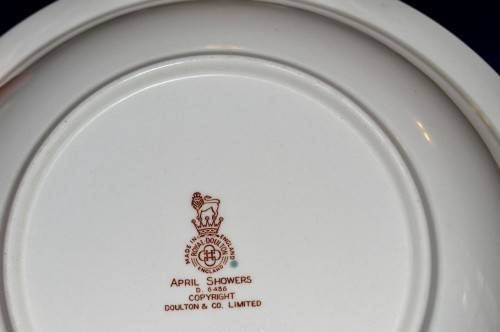 MADE IN ENGLAND
ROYAL DOULTON
ENGLAND
APRIL SHOWERS
D. 6486
COPYRIGHT
DOULTON & CO. LIMITED